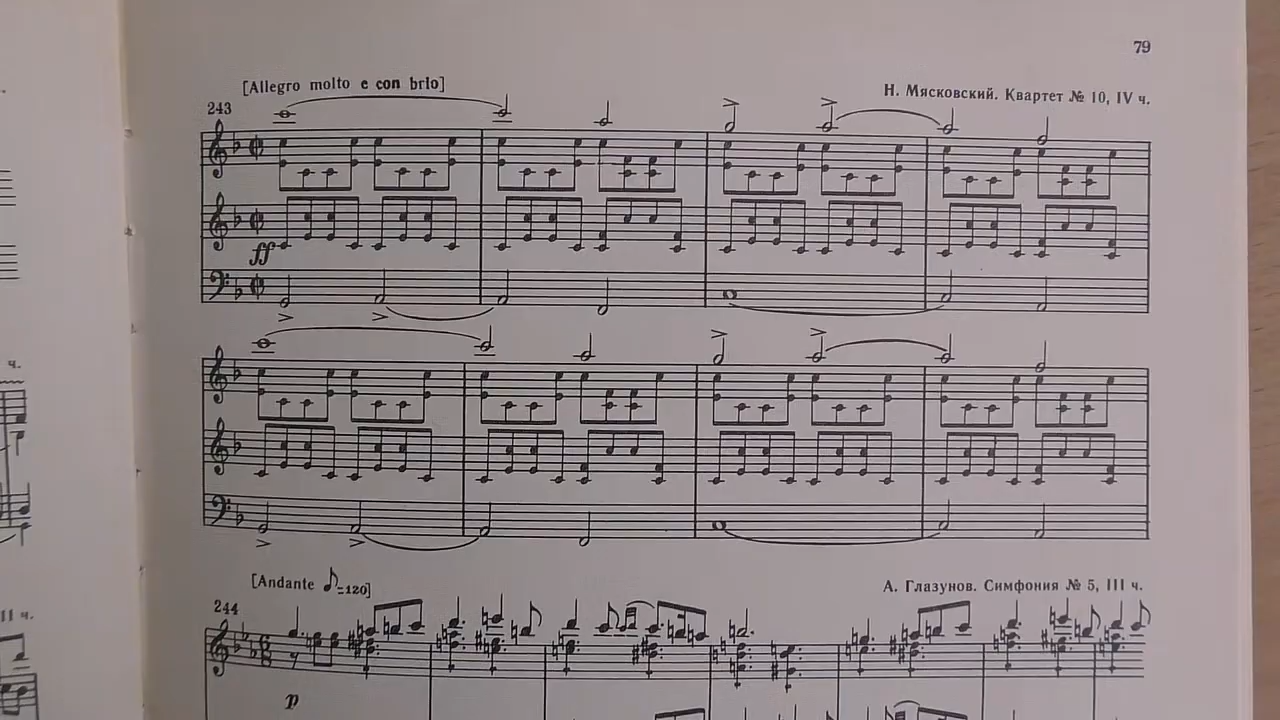 79
[Allegro molto e con brio]
Н. Мясковский. Квартет № 10, IV ч.
243
ff
[Andante ♪=120]
А. Глазунов. Симфония № 5, III ч.
244
p
ч.
II ч.